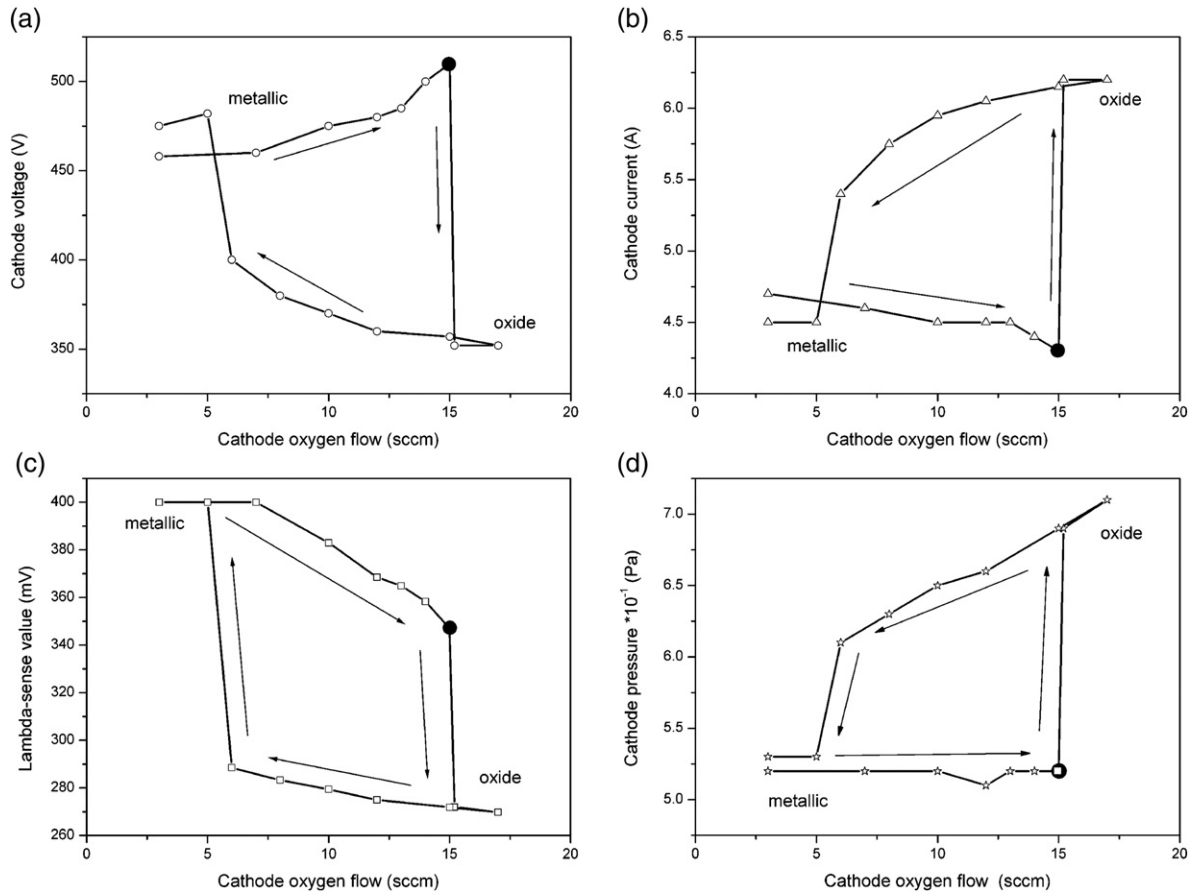 (a)
500
450
400
350
Cathode voltage (V)
metallic
oxide
0 5 10 15 20
Cathode oxygen flow (sccm)
(b)
6.5
6.0
5.5
5.0
4.5
4.0
Cathode current (A)
oxide
metallic
0 5 10 15 20
Cathode oxygen flow (sccm)
(c)
400
380
360
340
320
300
280
260
Lambda-sense value (mV)
metallic
oxide
0 5 10 15 20
Cathode oxygen flow (sccm)
(d)
7.0
6.5
6.0
5.5
5.0
Cathode pressure *10⁻¹ (Pa)
oxide
metallic
0 5 10 15 20
Cathode oxygen flow (sccm)